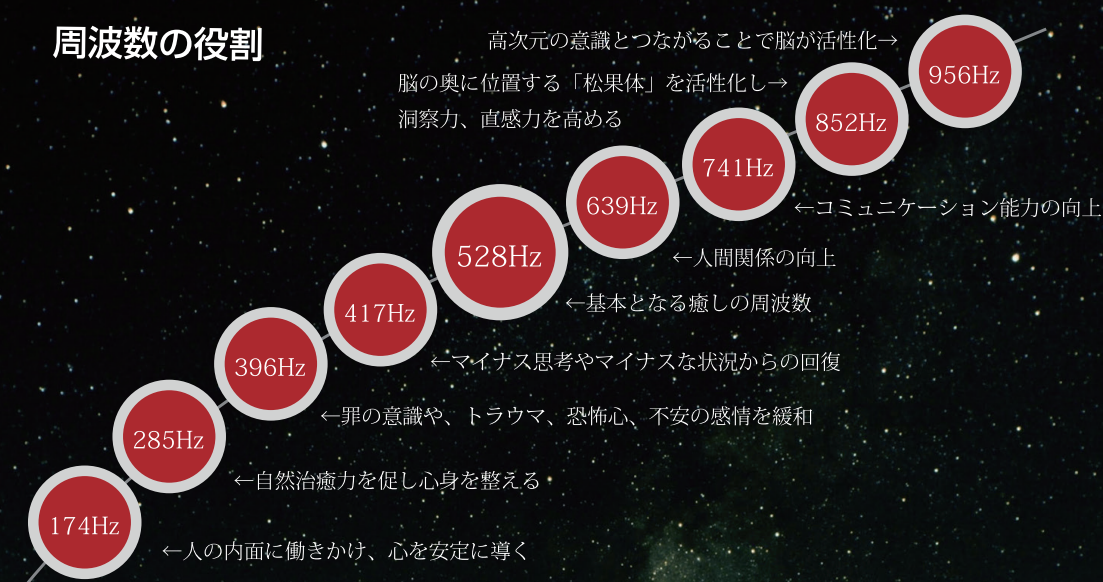 周波数の役割
高次元の意識とつながることで脳が活性化→
956Hz
脳の奥に位置する「松果体」を活性化し→
洞察力、直感力を高める
852Hz
741Hz
←コミュニケーション能力の向上
639Hz
←人間関係の向上
528Hz
←基本となる癒しの周波数
417Hz
←マイナス思考やマイナスな状況からの回復
396Hz
←罪の意識や、トラウマ、恐怖心、不安の感情を緩和
285Hz
←自然治癒力を促し心身を整える
174Hz
←人の内面に働きかけ、心を安定に導く